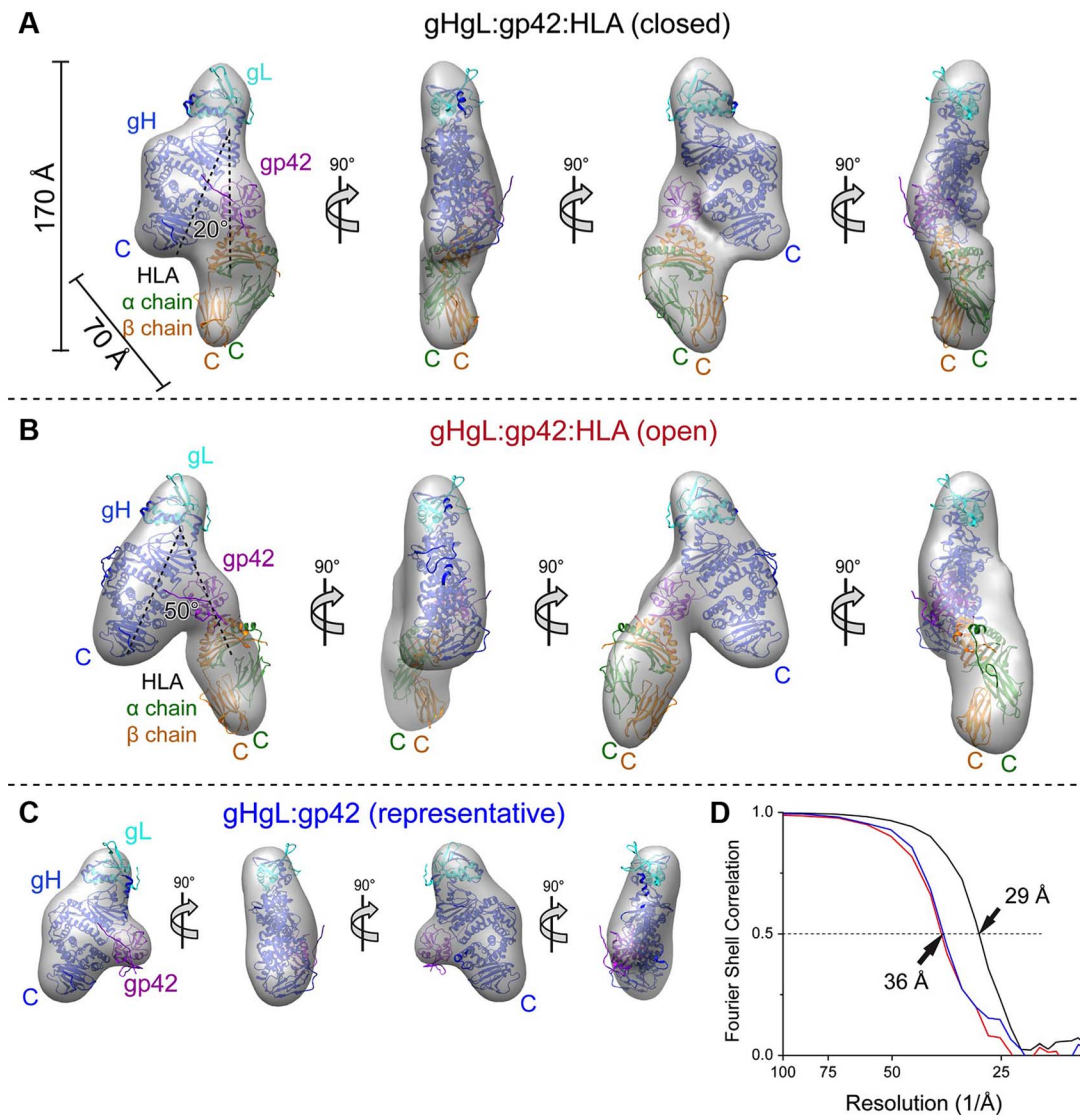 A
gHgL:gp42:HLA (closed)
gL
gH
gp42
170 Å
20°
90°
90°
90°
C
HLA
α chain
β chain
70 Å
C C
C C
C
C C
C C
B
gHgL:gp42:HLA (open)
gL
gH
gp42
50°
90°
90°
90°
C
HLA
α chain
β chain
C C
C C
C
C C
C C
C
gHgL:gp42 (representative)
gL
gH
gp42
90°
90°
90°
C
C
D
1.0
0.5
0.0
Fourier Shell Correlation
29 Å
36 Å
100 75 50 25
Resolution (1/Å)